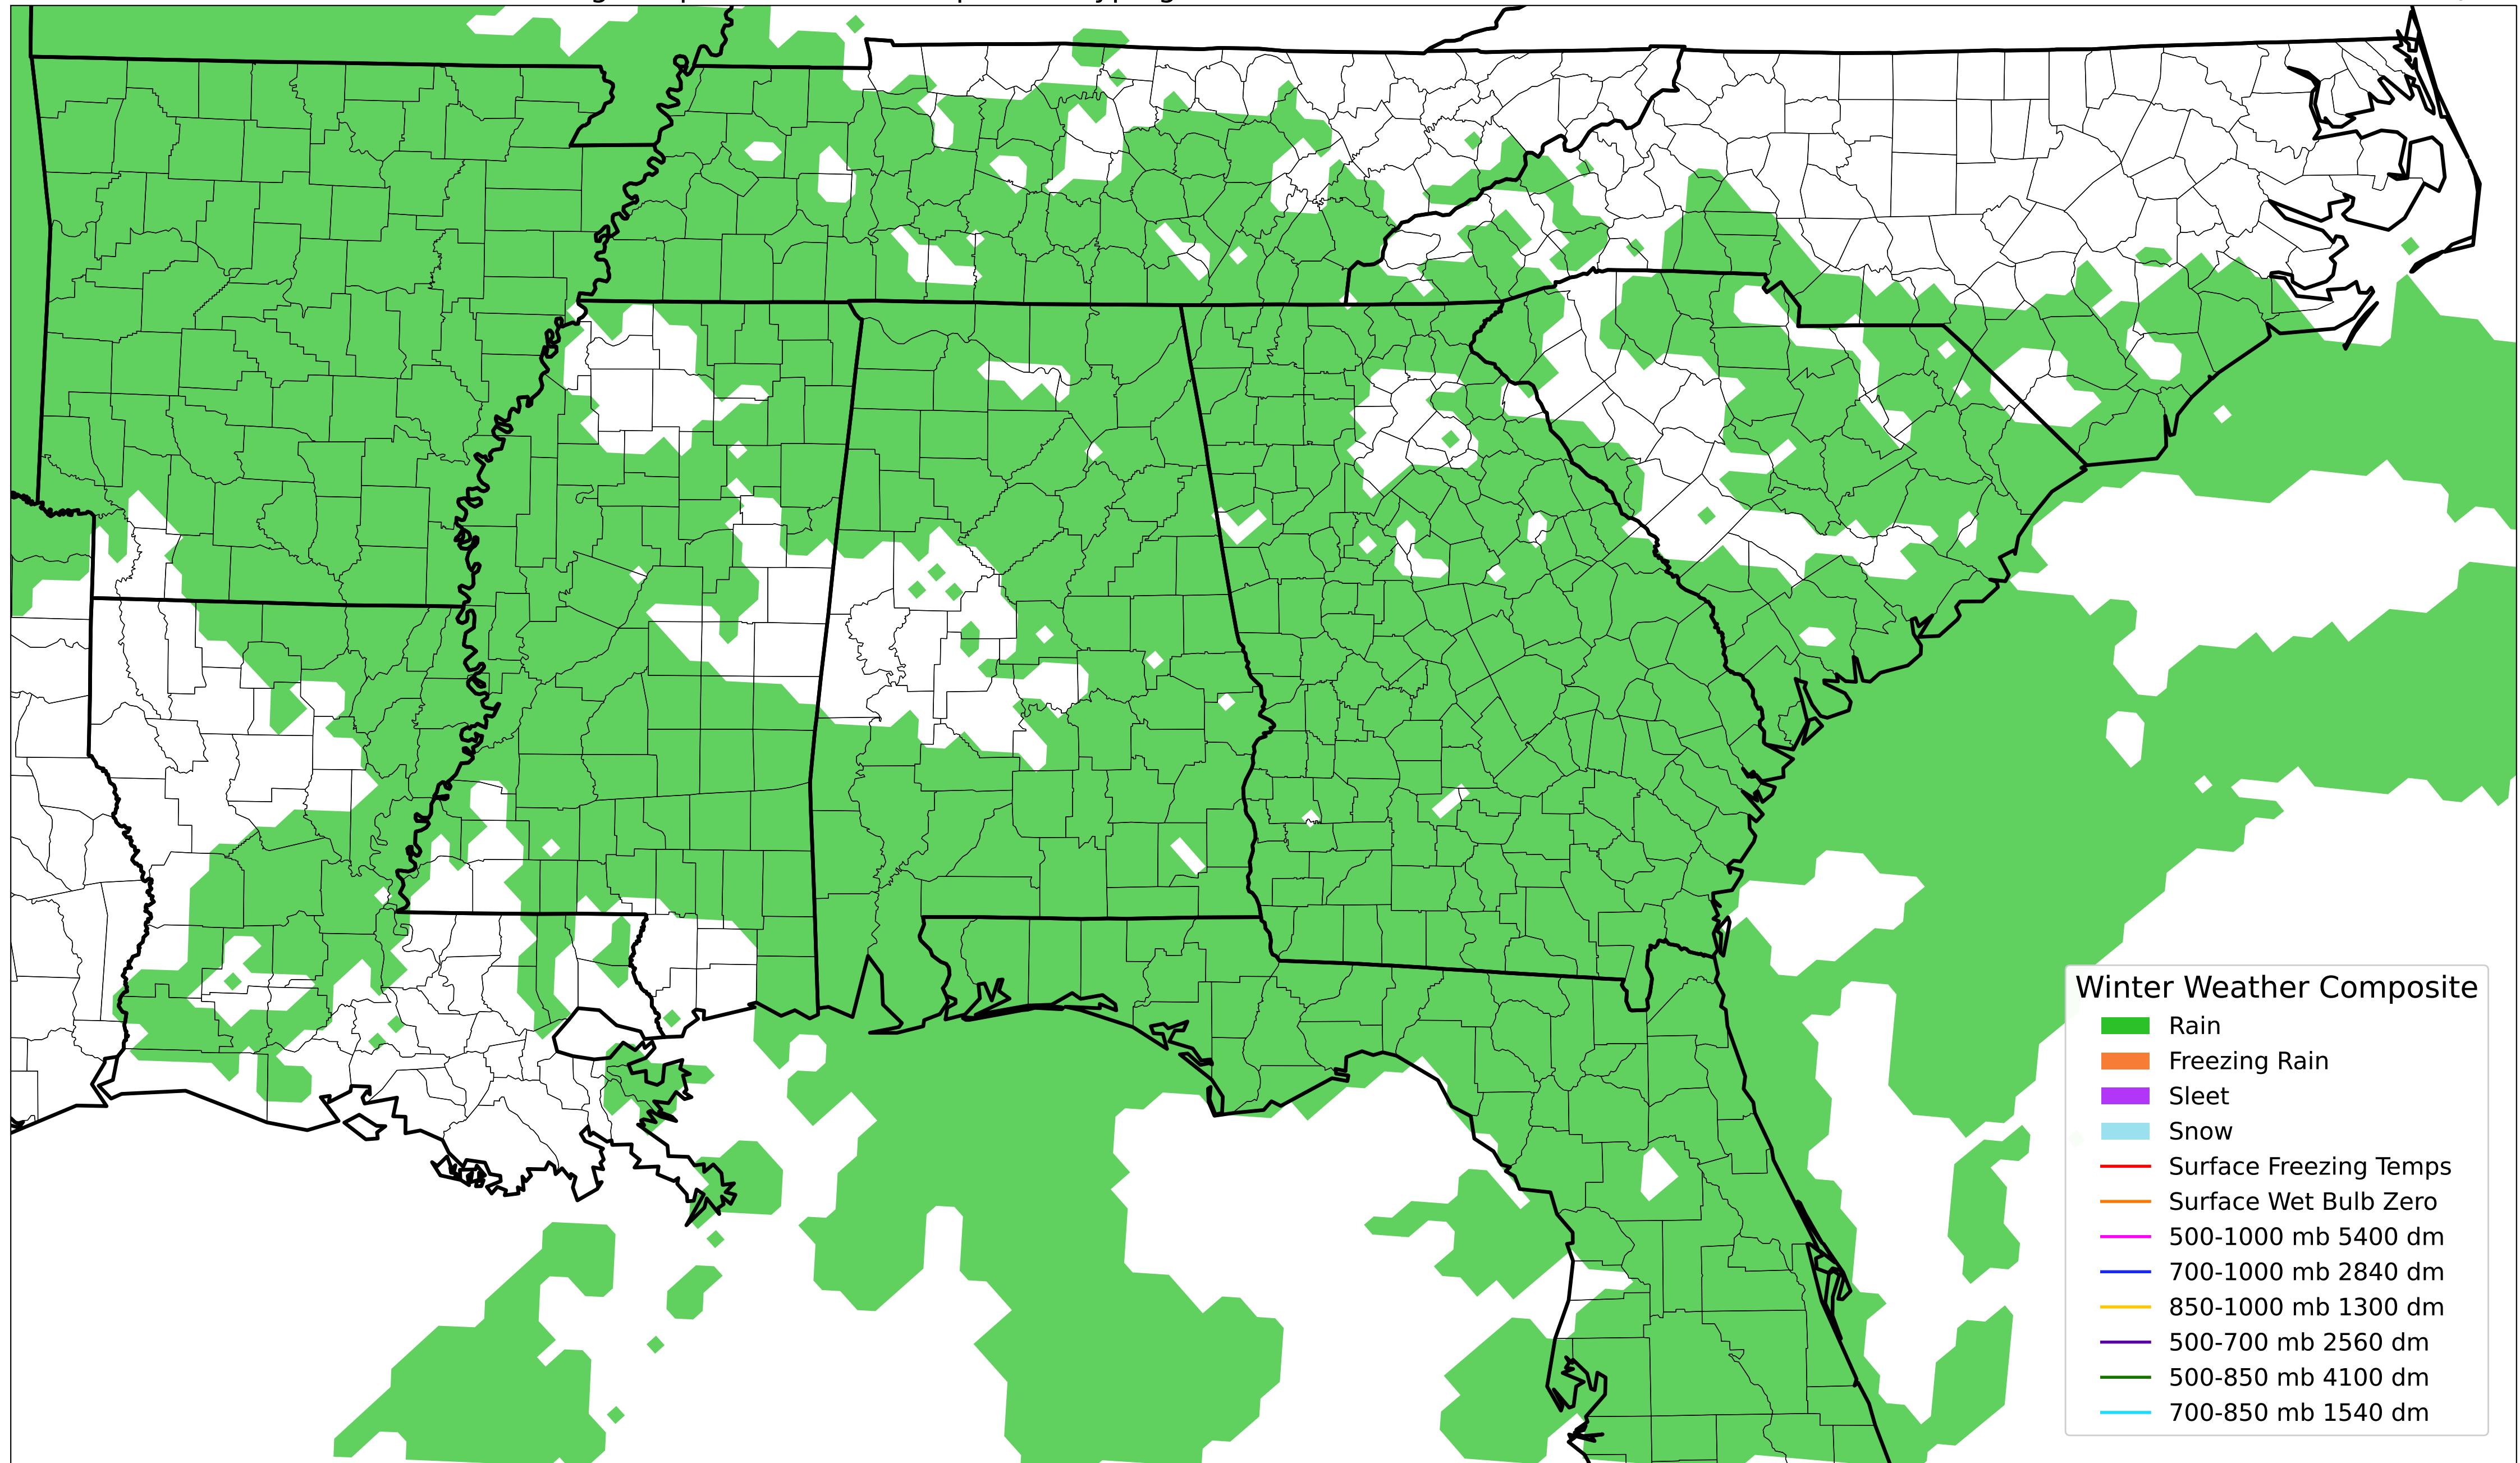 Winter Weather Composite
Rain
Freezing Rain
Sleet
Snow
Surface Freezing Temps
Surface Wet Bulb Zero
500-1000 mb 5400 dm
700-1000 mb 2840 dm
850-1000 mb 1300 dm
500-700 mb 2560 dm
500-850 mb 4100 dm
700-850 mb 1540 dm